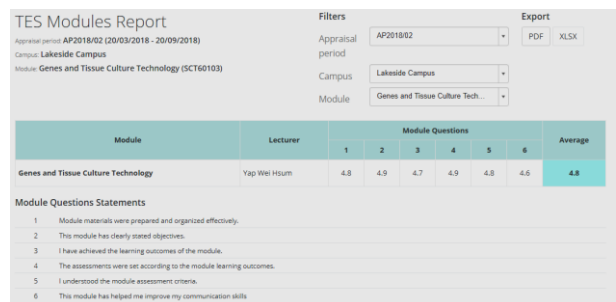 TES Modules Report
Appraisal period: AP2018/02 (20/03/2018 - 20/09/2018)
Campus: Lakeside Campus
Module: Genes and Tissue Culture Technology (SCT60103)
Filters
Appraisal period AP2018/02
Campus Lakeside Campus
Module Genes and Tissue Culture Tech...
Export
PDF XLSX
Module Lecturer Module Questions Average
1 2 3 4 5 6
Genes and Tissue Culture Technology Yap Wei Hsum 4.8 4.9 4.7 4.9 4.8 4.6 4.8
Module Questions Statements
1 Module materials were prepared and organized effectively.
2 This module has clearly stated objectives.
3 I have achieved the learning outcomes of the module.
4 The assessments were set according to the module learning outcomes.
5 I understood the module assessment criteria.
6 This module has helped me improve my communication skills